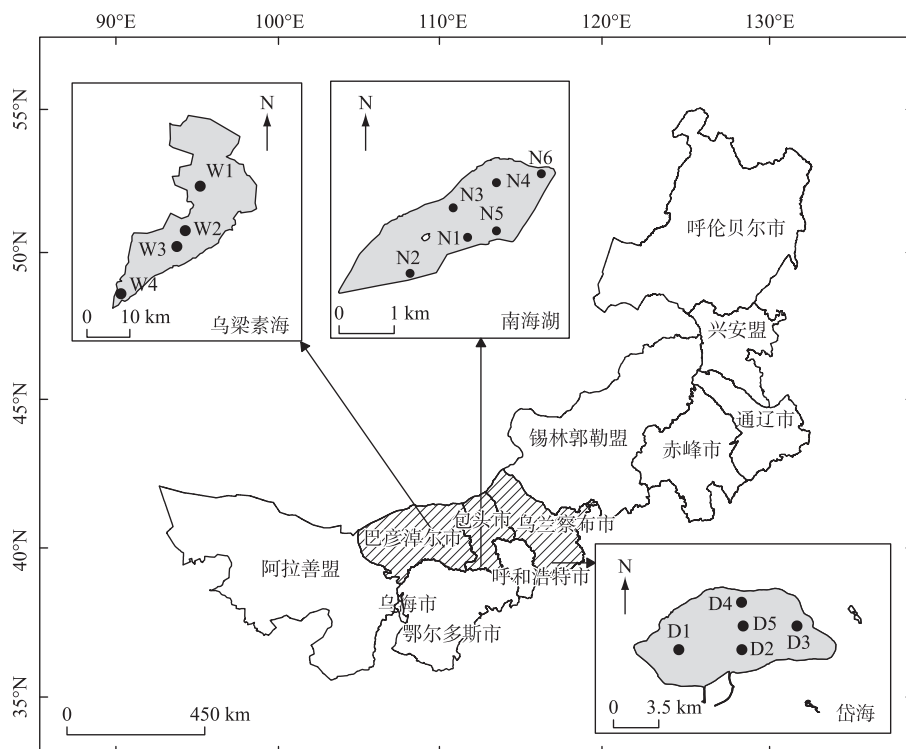 90°E 100°E 110°E 120°E 130°E
55°N
50°N
45°N
40°N
35°N
N
W1
W2
W3
W4
0 10 km
乌梁素海
N
N6
N4
N3
N5
N1
N2
0 1 km
南海湖
呼伦贝尔市
兴安盟
通辽市
锡林郭勒盟
赤峰市
包头市
乌兰察布市
巴彦淖尔市
阿拉善盟
呼和浩特市
乌海市
鄂尔多斯市
N
D4
D5
D1
D2
D3
0 3.5 km
岱海
0 450 km